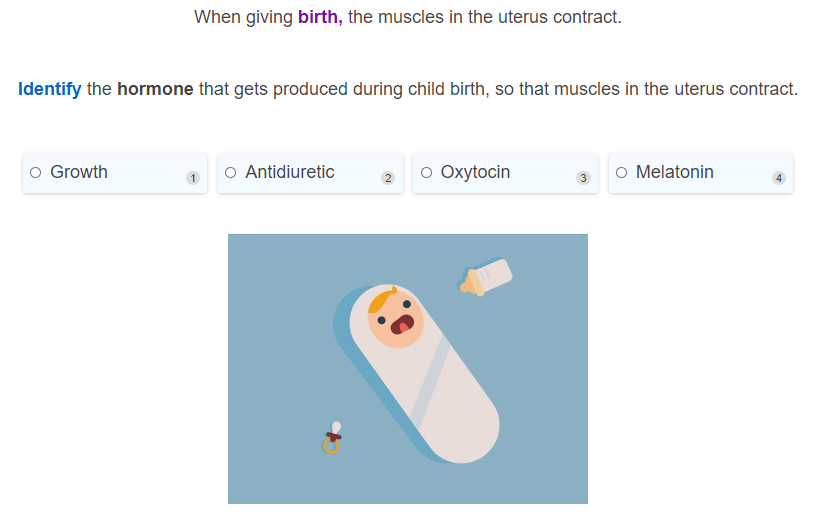 When giving birth, the muscles in the uterus contract.
Identify the hormone that gets produced during child birth, so that muscles in the uterus contract.
Growth 1 Antidiuretic 2 Oxytocin 3 Melatonin 4